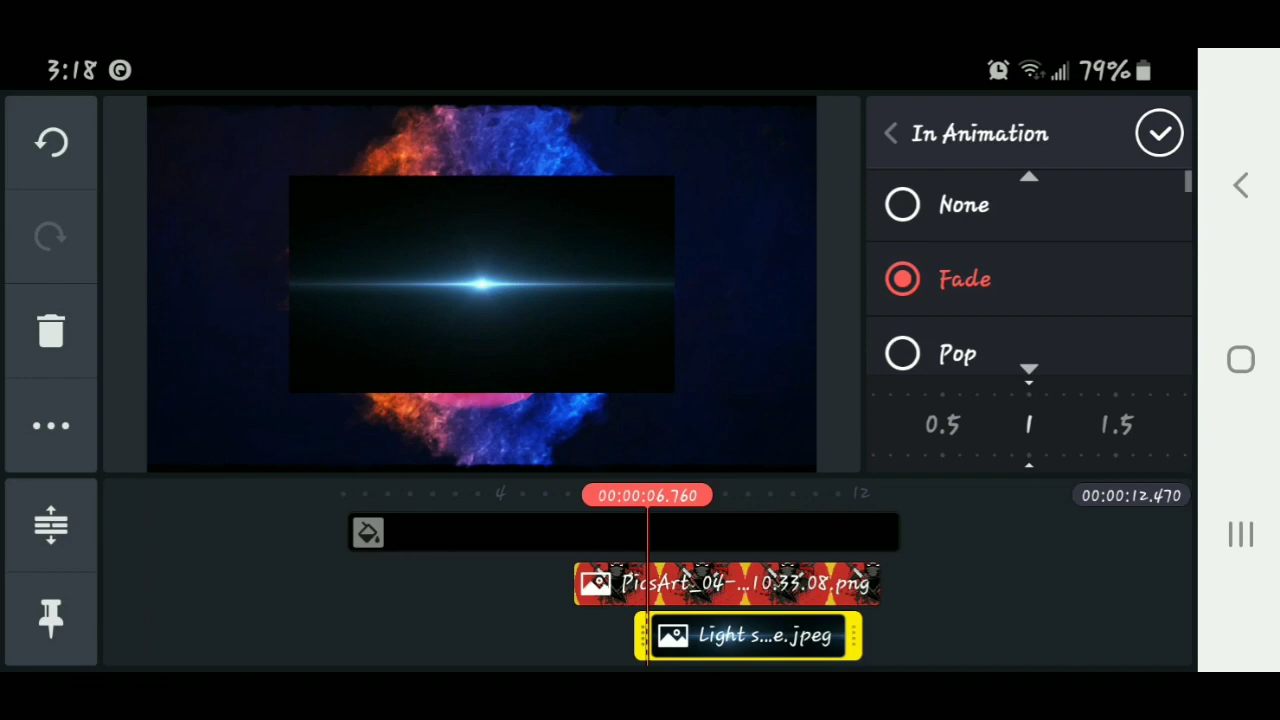 3:18
79%
In Animation
None
Fade
Pop
0.5 1 1.5
4 00:00:06.760 12 00:00:12.470
PicsArt_04-...10.33.08.png
Light s...e.jpeg